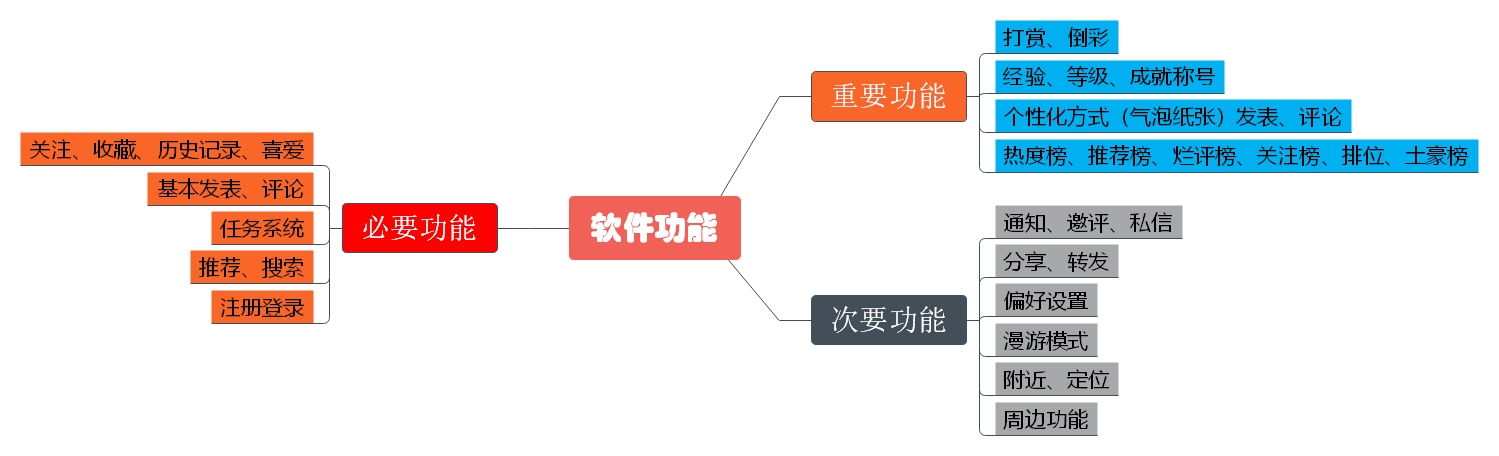 软件功能
重要功能
打赏、倒彩
经验、等级、成就称号
个性化方式（气泡纸张）发表、评论
热度榜、推荐榜、烂评榜、关注榜、排位、土豪榜
次要功能
通知、邀评、私信
分享、转发
偏好设置
漫游模式
附近、定位
周边功能
必要功能
关注、收藏、历史记录、喜爱
基本发表、评论
任务系统
推荐、搜索
注册登录